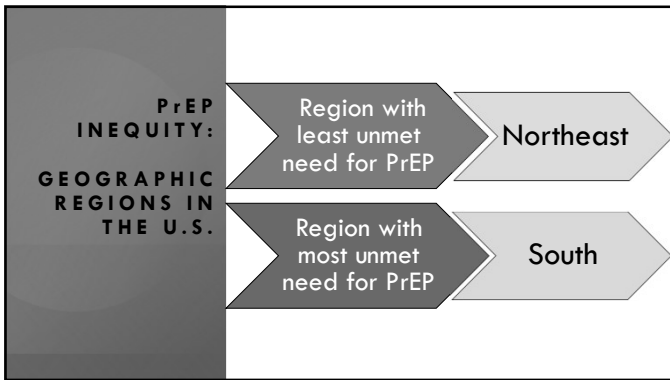 PrEP
INEQUITY:
GEOGRAPHIC
REGIONS IN
THE U.S.
Region with
least unmet
need for PrEP
Northeast
Region with
most unmet
need for PrEP
South